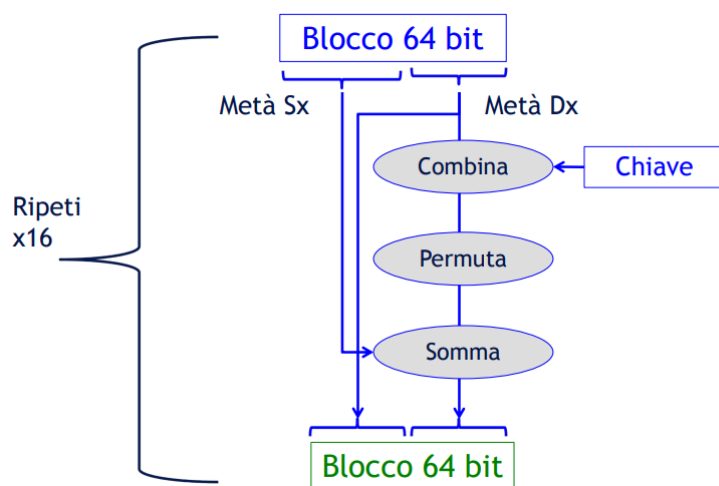 Blocco 64 bit
Metà Sx
Metà Dx
Combina
Chiave
Ripeti
x16
Permuta
Somma
Blocco 64 bit